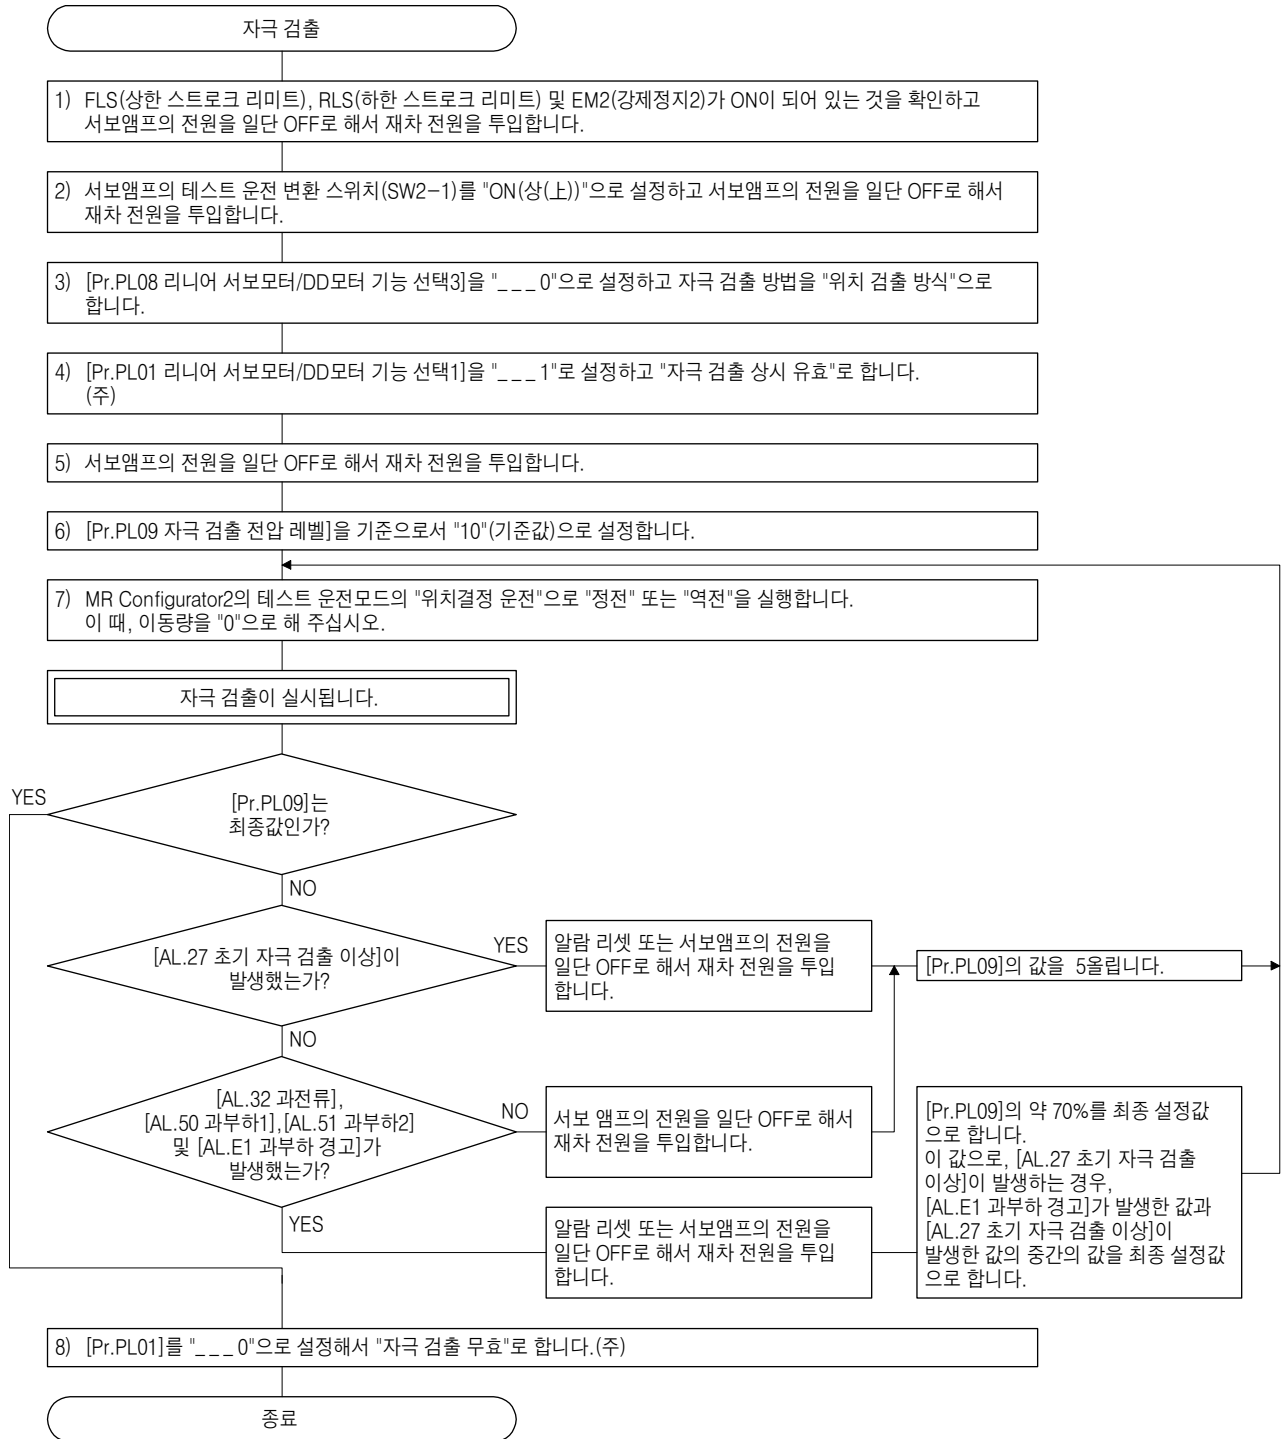 자극 검출
1) FLS(상한 스트로크 리미트), RLS(하한 스트로크 리미트) 및 EM2(강제정지2)가 ON이 되어 있는 것을 확인하고
서보앰프의 전원을 일단 OFF로 해서 재차 전원을 투입합니다.
2) 서보앰프의 테스트 운전 변환 스위치(SW2-1)를 "ON(상(上))"으로 설정하고 서보앰프의 전원을 일단 OFF로 해서
재차 전원을 투입합니다.
3) [Pr.PL08 리니어 서보모터/DD모터 기능 선택3]을 "_ _ _ 0"으로 설정하고 자극 검출 방법을 "위치 검출 방식"으로
합니다.
4) [Pr.PL01 리니어 서보모터/DD모터 기능 선택1]을 "_ _ _ 1"로 설정하고 "자극 검출 상시 유효"로 합니다.
(주)
5) 서보앰프의 전원을 일단 OFF로 해서 재차 전원을 투입합니다.
6) [Pr.PL09 자극 검출 전압 레벨]을 기준으로서 "10"(기준값)으로 설정합니다.
7) MR Configurator2의 테스트 운전모드의 "위치결정 운전"으로 "정전" 또는 "역전"을 실행합니다.
이 때, 이동량을 "0"으로 해 주십시오.
자극 검출이 실시됩니다.
YES
[Pr.PL09]는
최종값인가?
NO
[AL.27 초기 자극 검출 이상]이
발생했는가?
YES
알람 리셋 또는 서보앰프의 전원을
일단 OFF로 해서 재차 전원을 투입
합니다.
[Pr.PL09]의 값을 5올립니다.
NO
[AL.32 과전류],
[AL.50 과부하1],[AL.51 과부하2]
및 [AL.E1 과부하 경고]가
발생했는가?
NO
서보 앰프의 전원을 일단 OFF로 해서
재차 전원을 투입합니다.
YES
알람 리셋 또는 서보앰프의 전원을
일단 OFF로 해서 재차 전원을 투입
합니다.
[Pr.PL09]의 약 70%를 최종 설정값
으로 합니다.
이 값으로, [AL.27 초기 자극 검출
이상]이 발생하는 경우,
[AL.E1 과부하 경고]가 발생한 값과
[AL.27 초기 자극 검출 이상]이
발생한 값의 중간의 값을 최종 설정값
으로 합니다.
8) [Pr.PL01]를 "_ _ _ 0"으로 설정해서 "자극 검출 무효"로 합니다.(주)
종료